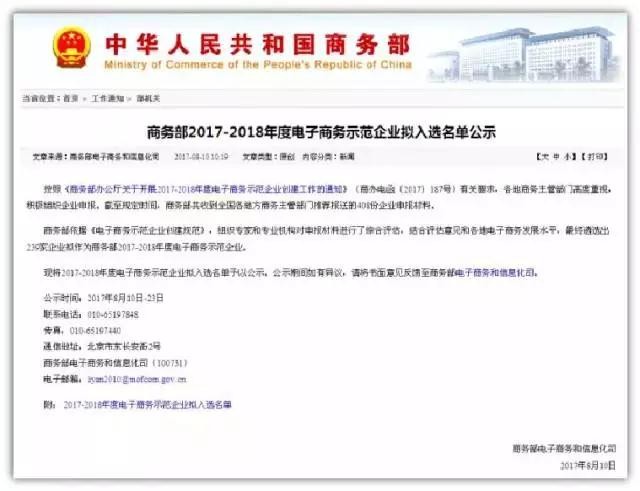 中华人民共和国商务部
Ministry of Commerce of the People's Republic of China
当前位置：首页 > 工作通知 > 部机关
商务部2017-2018年度电子商务示范企业拟入选名单公示
文章来源：商务部电子商务和信息化司 2017-08-10 10:19 文章类型：原创 内容分类：新闻 【大 中 小】【打印】
按照《商务部办公厅关于开展2017-2018年度电子商务示范企业创建工作的通知》（商办电函〔2017〕187号）有关要求，各地商务主管部门高度重视，
积极组织企业申报。截至规定时间，商务部共收到全国各地方商务主管部门推荐报送的408份企业申报材料。
商务部依据《电子商务示范企业创建规范》，组织专家和专业机构对申报材料进行了综合评估，结合评估意见和各地电子商务发展水平，最终遴选出
家企业拟作为商务部2017-2018年度电子商务示范企业。
现将2017-2018年度电子商务示范企业拟入选名单予以公示。公示期间如有异议，请将书面意见反馈至商务部电子商务和信息化司。
公示时间：2017年8月10日-23日
联系电话：010-65197848
传真：010-65197440
通信地址：北京市东长安街2号
商务部电子商务和信息化司（100731）
电子邮箱：@mofcom.gov.cn
附：2017-2018年度电子商务示范企业拟入选名单
商务部电子商务和信息化司
2017年8月10日